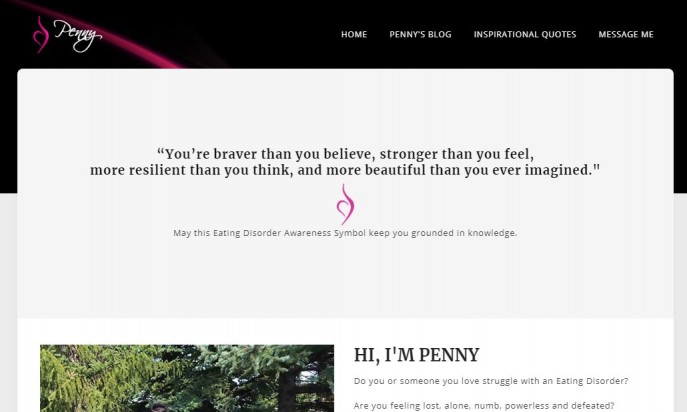 Penny
HOME PENNY'S BLOG INSPIRATIONAL QUOTES MESSAGE ME
“You’re braver than you believe, stronger than you feel,
more resilient than you think, and more beautiful than you ever imagined."
May this Eating Disorder Awareness Symbol keep you grounded in knowledge.
HI, I'M PENNY
Do you or someone you love struggle with an Eating Disorder?
Are you feeling lost, alone, numb, powerless and defeated?